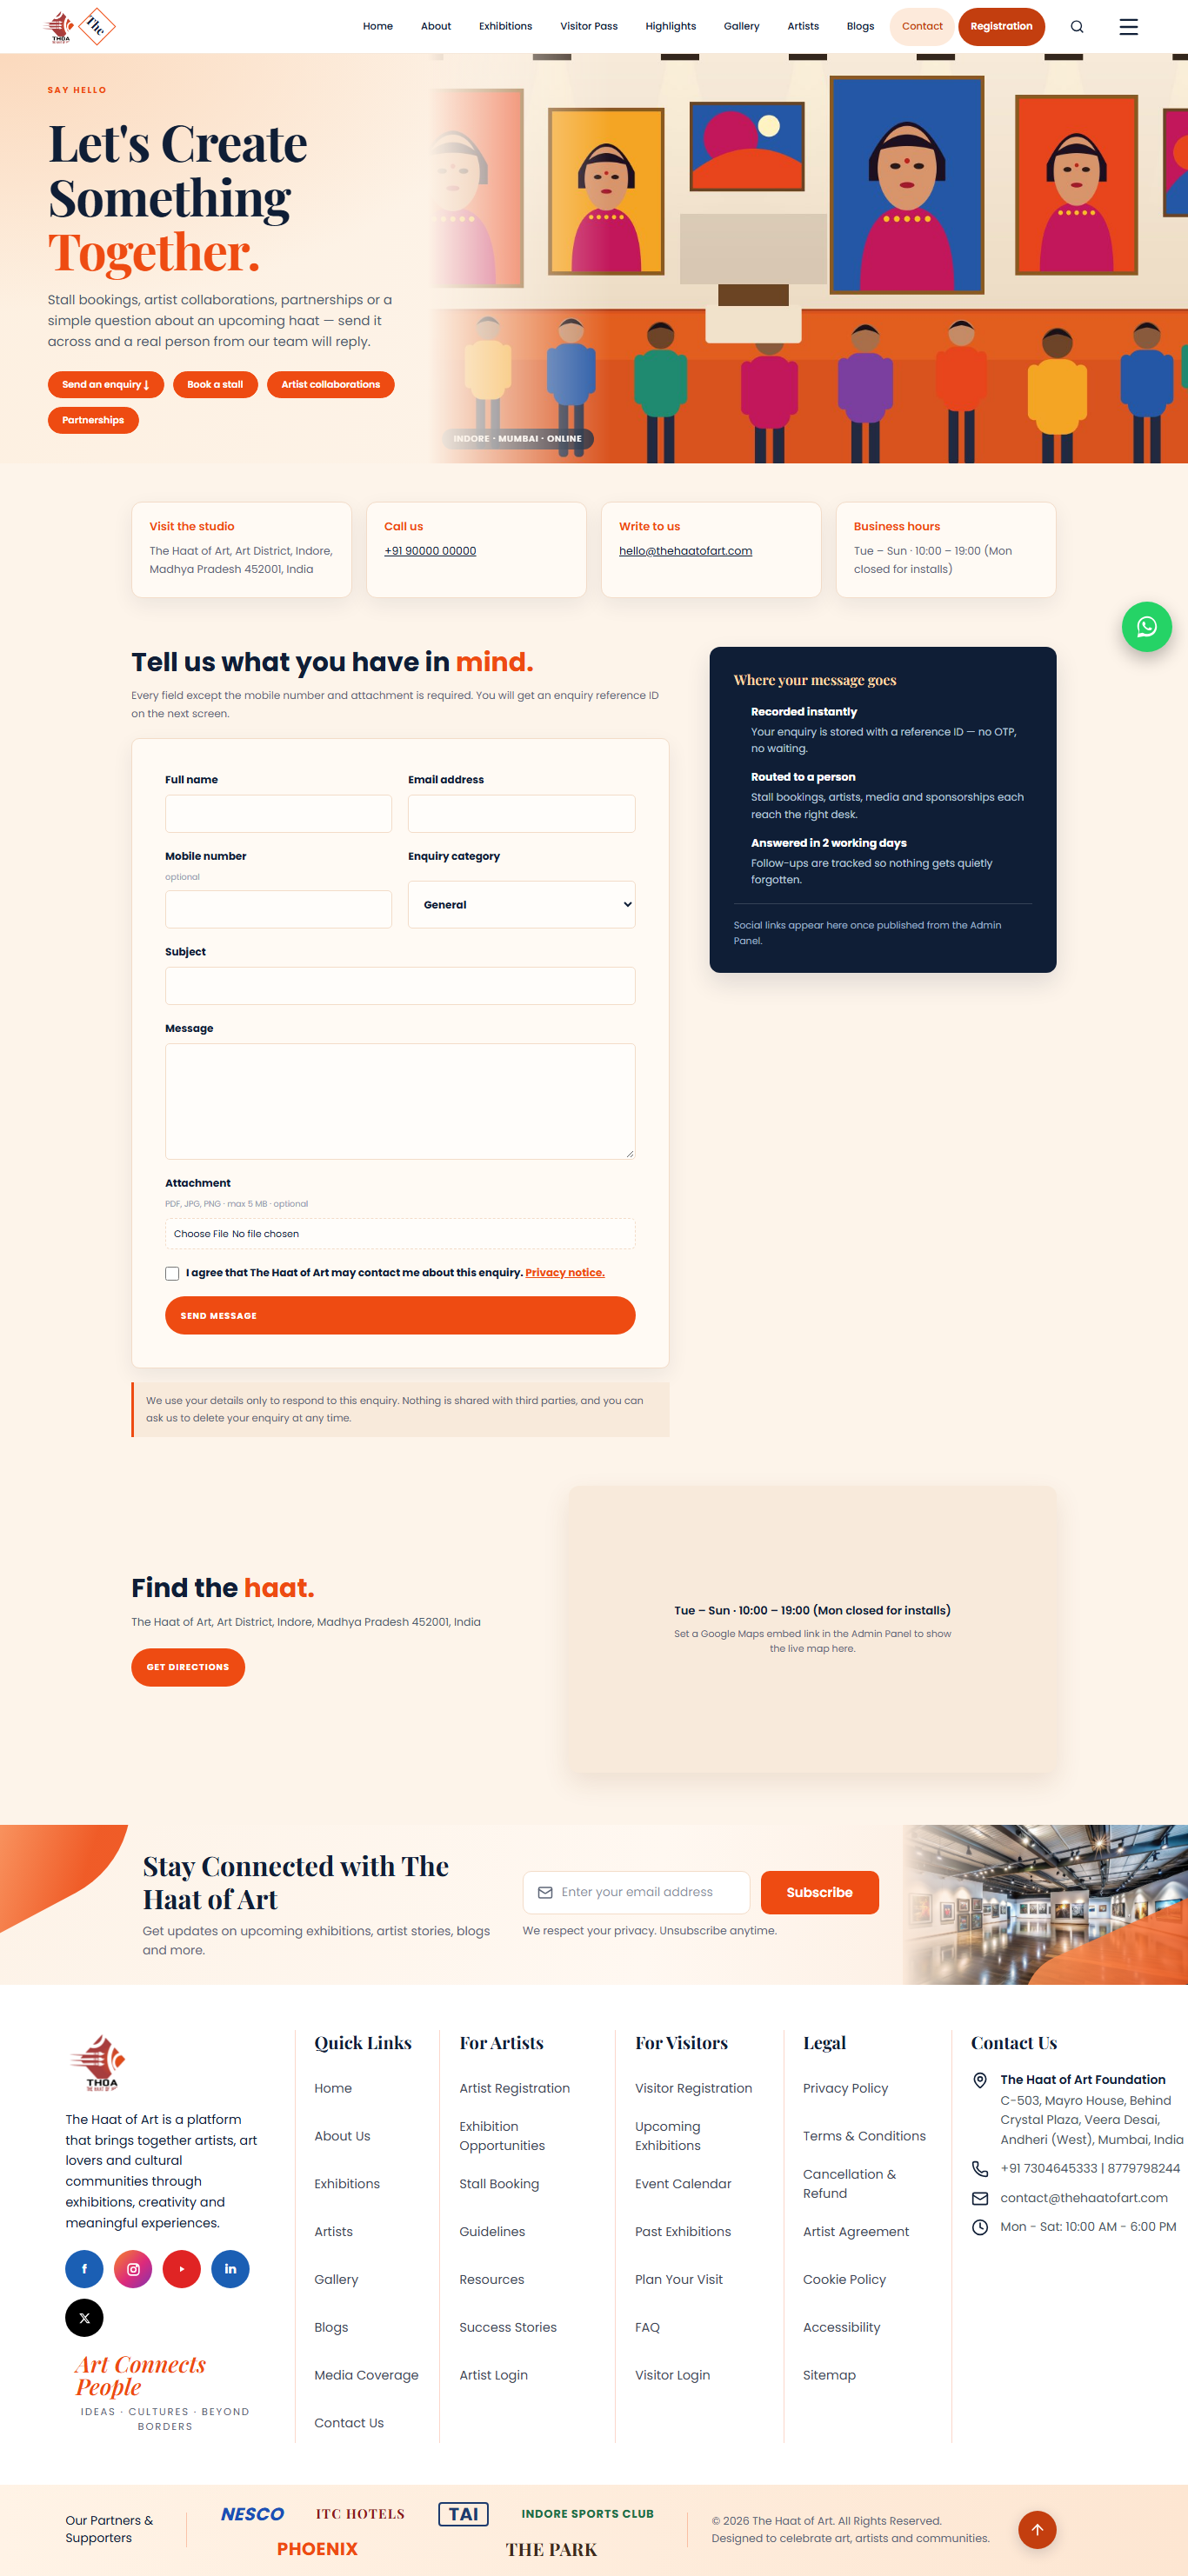 THOA
The
Home
About
Exhibitions
Visitor Pass
Highlights
Gallery
Artists
Blogs
Contact
Registration
SAY HELLO
Let's Create
Something
Together.
Stall bookings, artist collaborations, partnerships or a
simple question about an upcoming haat — send it
across and a real person from our team will reply.
Send an enquiry ↓
Book a stall
Artist collaborations
Partnerships
INDORE · MUMBAI · ONLINE
Visit the studio
The Haat of Art, Art District, Indore,
Madhya Pradesh 452001, India
Call us
+91 90000 00000
Write to us
hello@thehaatofart.com
Business hours
Tue – Sun · 10:00 – 19:00 (Mon
closed for installs)
Tell us what you have in mind.
Every field except the mobile number and attachment is required. You will get an enquiry reference ID
on the next screen.
Full name
Email address
Mobile number
optional
Enquiry category
General
Subject
Message
Attachment
PDF, JPG, PNG · max 5 MB · optional
Choose File No file chosen
I agree that The Haat of Art may contact me about this enquiry. Privacy notice.
SEND MESSAGE
We use your details only to respond to this enquiry. Nothing is shared with third parties, and you can
ask us to delete your enquiry at any time.
Where your message goes
Recorded instantly
Your enquiry is stored with a reference ID — no OTP,
no waiting.
Routed to a person
Stall bookings, artists, media and sponsorships each
reach the right desk.
Answered in 2 working days
Follow-ups are tracked so nothing gets quietly
forgotten.
Social links appear here once published from the Admin
Panel.
Find the haat.
The Haat of Art, Art District, Indore, Madhya Pradesh 452001, India
GET DIRECTIONS
Tue – Sun · 10:00 – 19:00 (Mon closed for installs)
Set a Google Maps embed link in the Admin Panel to show
the live map here.
Stay Connected with The
Haat of Art
Get updates on upcoming exhibitions, artist stories, blogs
and more.
Enter your email address
Subscribe
We respect your privacy. Unsubscribe anytime.
THOA
THE HAAT OF ART
The Haat of Art is a platform
that brings together artists, art
lovers and cultural
communities through
exhibitions, creativity and
meaningful experiences.
f
in
X
Art Connects
People
IDEAS · CULTURES · BEYOND
BORDERS
Quick Links
Home
About Us
Exhibitions
Artists
Gallery
Blogs
Media Coverage
Contact Us
For Artists
Artist Registration
Exhibition
Opportunities
Stall Booking
Guidelines
Resources
Success Stories
Artist Login
For Visitors
Visitor Registration
Upcoming
Exhibitions
Event Calendar
Past Exhibitions
Plan Your Visit
FAQ
Visitor Login
Legal
Privacy Policy
Terms & Conditions
Cancellation &
Refund
Artist Agreement
Cookie Policy
Accessibility
Sitemap
Contact Us
The Haat of Art Foundation
C-503, Mayro House, Behind
Crystal Plaza, Veera Desai,
Andheri (West), Mumbai, India
+91 7304645333 | 8779798244
contact@thehaatofart.com
Mon - Sat: 10:00 AM - 6:00 PM
Our Partners &
Supporters
NESCO
ITC HOTELS
TAI
INDORE SPORTS CLUB
PHOENIX
THE PARK
© 2026 The Haat of Art. All Rights Reserved.
Designed to celebrate art, artists and communities.